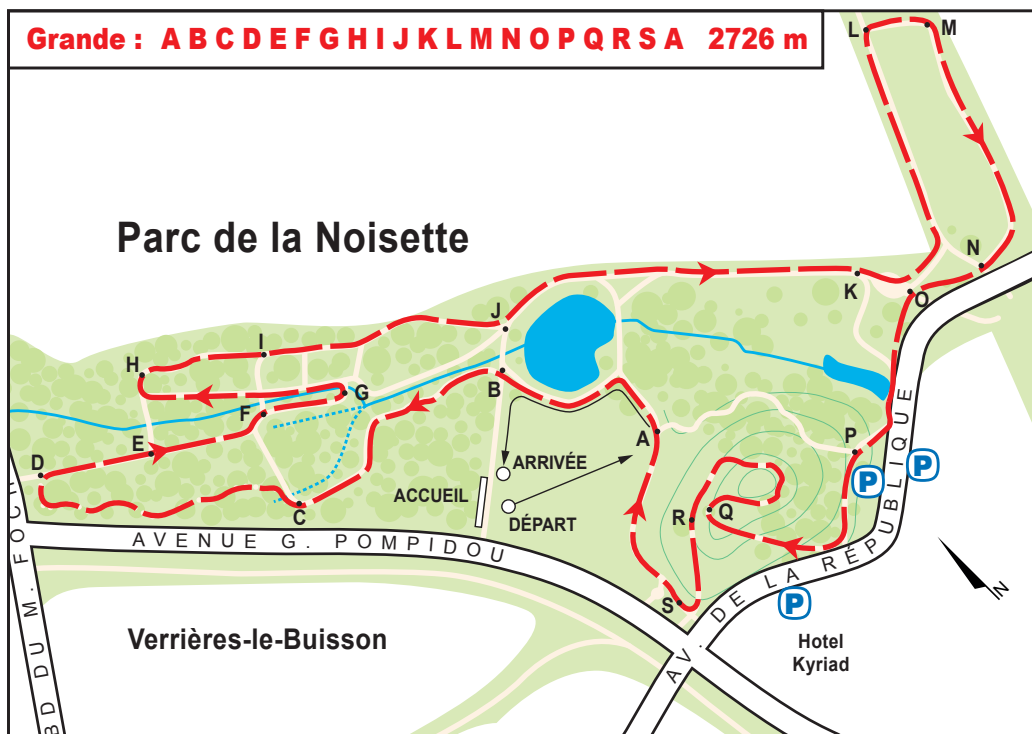 Grande : A B C D E F G H I J K L M N O P Q R S A 2726 m
L
M
Parc de la Noisette
N
K
O
J
I
H
B
G
F
E
A
P
D
ARRIVÉE
P
P
ACCUEIL
C
DÉPART
R
Q
AVENUE G. POMPIDOU
S
AV. DE LA RÉPUBLIQUE
P
N
BD DU M. FOCH
Verrières-le-Buisson
Hotel
Kyriad